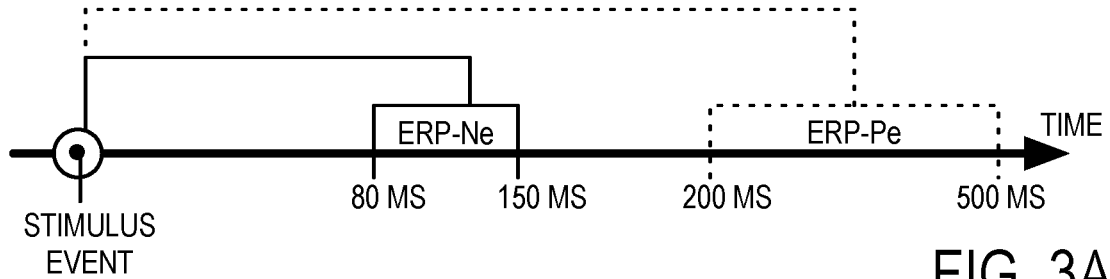 ERP-Ne
ERP-Pe
TIME
80 MS
150 MS
200 MS
500 MS
STIMULUS
EVENT
FIG. 3A